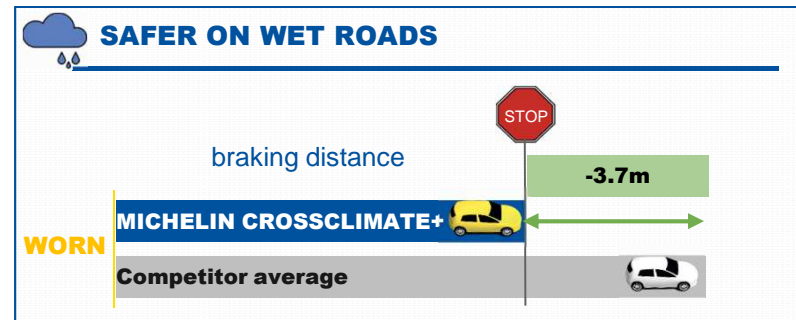 SAFER ON WET ROADS
STOP
braking distance
-3.7m
MICHELIN CROSSCLIMATE+
WORN
Competitor average